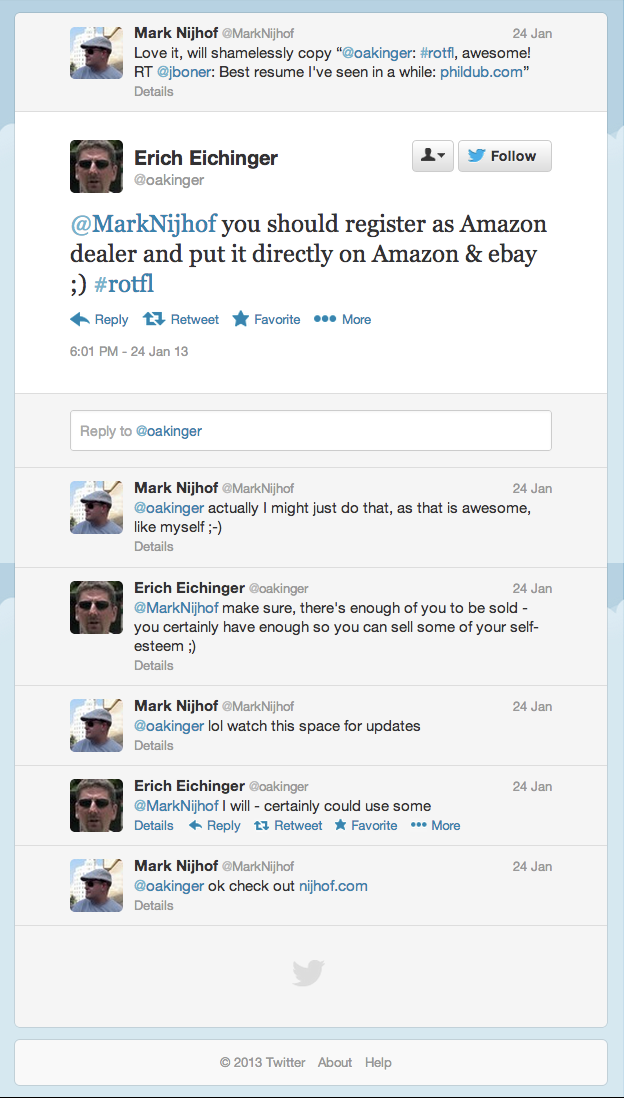 Mark Nijhof @MarkNijhof 24 Jan
Love it, will shamelessly copy “@oakinger: #rotfl, awesome!
RT @jboner: Best resume I've seen in a while: phildub.com”
Details
Erich Eichinger
@oakinger
Follow
@MarkNijhof you should register as Amazon
dealer and put it directly on Amazon & ebay
;) #rotfl
Reply Retweet Favorite More
6:01 PM - 24 Jan 13
Reply to @oakinger
Mark Nijhof @MarkNijhof 24 Jan
@oakinger actually I might just do that, as that is awesome,
like myself ;-)
Details
Erich Eichinger @oakinger 24 Jan
@MarkNijhof make sure, there's enough of you to be sold -
you certainly have enough so you can sell some of your self-
esteem ;)
Details
Mark Nijhof @MarkNijhof 24 Jan
@oakinger lol watch this space for updates
Details
Erich Eichinger @oakinger 24 Jan
@MarkNijhof I will - certainly could use some
Details Reply Retweet Favorite More
Mark Nijhof @MarkNijhof 24 Jan
@oakinger ok check out nijhof.com
Details
© 2013 Twitter About Help